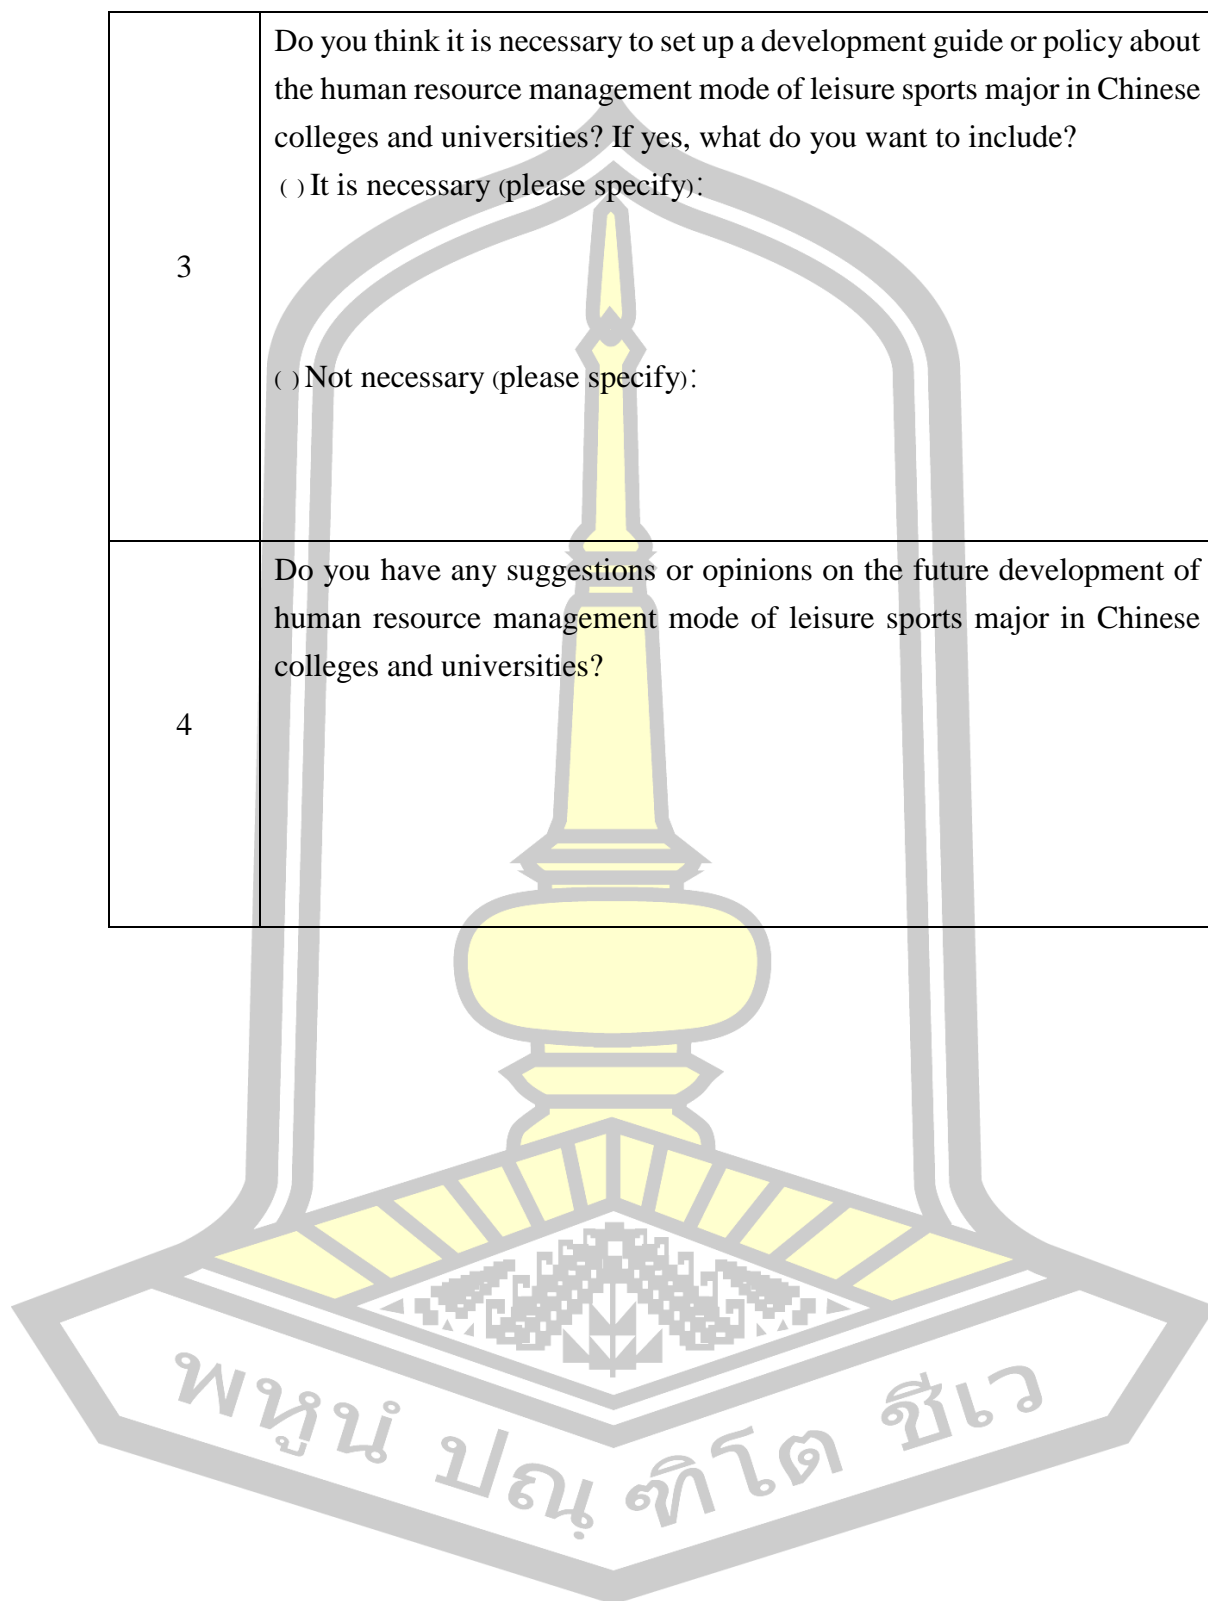 Do you think it is necessary to set up a development guide or policy about
the human resource management mode of leisure sports major in Chinese
colleges and universities? If yes, what do you want to include?
( ) It is necessary (please specify):
3
( ) Not necessary (please specify):
Do you have any suggestions or opinions on the future development of
human resource management mode of leisure sports major in Chinese
colleges and universities?
4
พหูนํ ปณฺฑิโต ชีเว